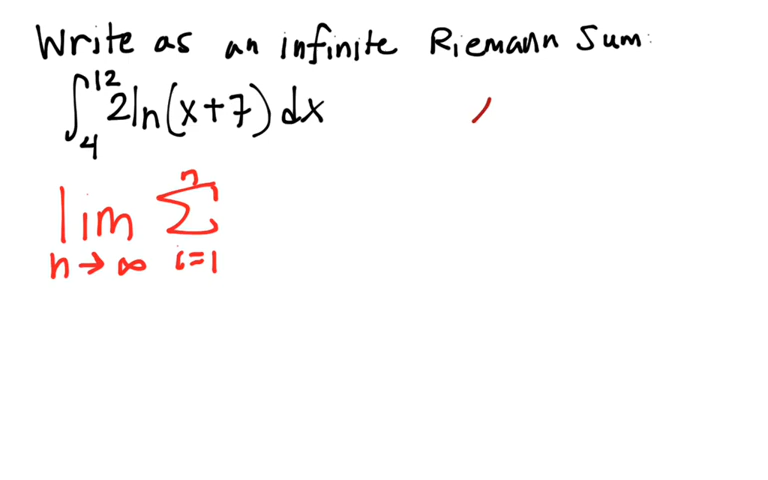 Write as an infinite Riemann Sum:
∫₄¹² 2ln(x+7) dx
lim n→∞ Σ i=1 n